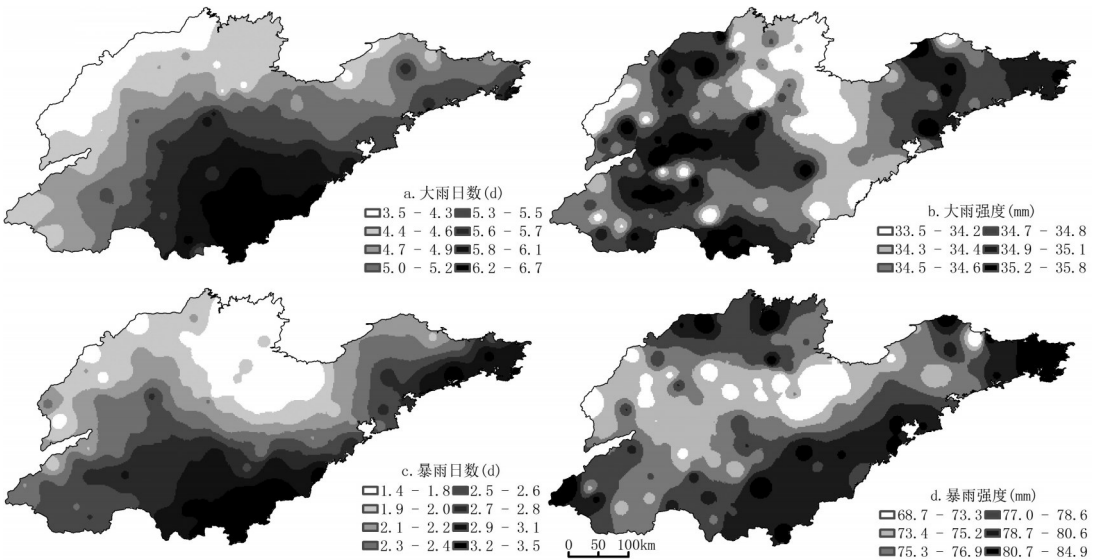 a.大雨日数(d)
3.5 - 4.3 5.3 - 5.5
4.4 - 4.6 5.6 - 5.7
4.7 - 4.9 5.8 - 6.1
5.0 - 5.2 6.2 - 6.7
b.大雨强度(mm)
33.5 - 34.2 34.7 - 34.8
34.3 - 34.4 34.9 - 35.1
34.5 - 34.6 35.2 - 35.8
c.暴雨日数(d)
1.4 - 1.8 2.5 - 2.6
1.9 - 2.0 2.7 - 2.8
2.1 - 2.2 2.9 - 3.1
2.3 - 2.4 3.2 - 3.5
0 50 100km
d.暴雨强度(mm)
68.7 - 73.3 77.0 - 78.6
73.4 - 75.2 78.7 - 80.6
75.3 - 76.9 80.7 - 84.9